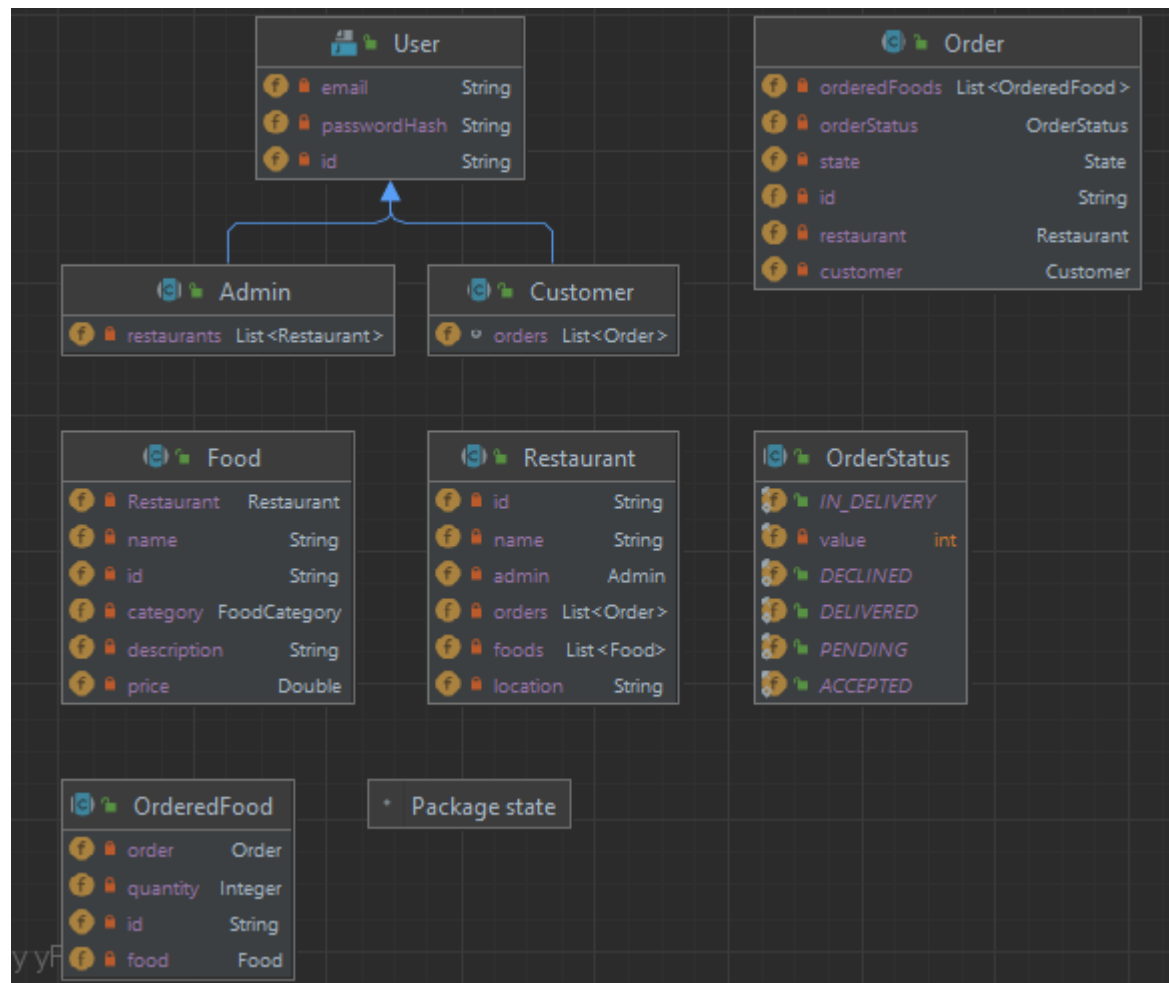 User
email String
passwordHash String
id String
Order
orderedFoods List<OrderedFood>
orderStatus OrderStatus
state State
id String
restaurant Restaurant
customer Customer
Admin
restaurants List<Restaurant>
Customer
orders List<Order>
Food
Restaurant Restaurant
name String
id String
category FoodCategory
description String
price Double
Restaurant
id String
name String
admin Admin
orders List<Order>
foods List<Food>
location String
OrderStatus
IN_DELIVERY
value int
DECLINED
DELIVERED
PENDING
ACCEPTED
OrderedFood
order Order
quantity Integer
id String
food Food
Package state